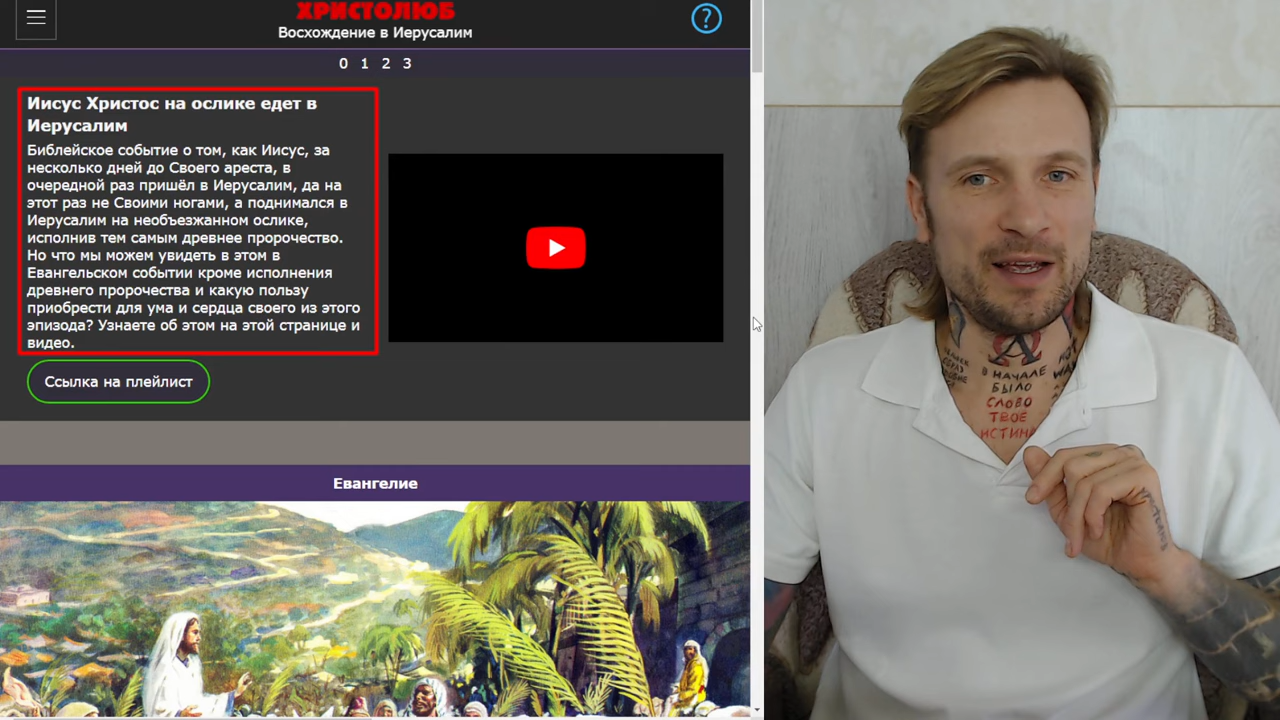 ХРИСТОЛЮБ
Восхождение в Иерусалим
0 1 2 3
Иисус Христос на ослике едет в
Иерусалим
Библейское событие о том, как Иисус, за
несколько дней до Своего ареста, в
очередной раз пришёл в Иерусалим, да на
этот раз не Своими ногами, а поднимался в
Иерусалим на необъезжанном ослике,
исполнив тем самым древнее пророчество.
Но что мы можем увидеть в этом в
Евангельском событии кроме исполнения
древнего пророчества и какую пользу
приобрести для ума и сердца своего из этого
эпизода? Узнаете об этом на этой странице и
видео.
Ссылка на плейлист
Евангелие
В НАЧАЛЕ
БЫЛО
СЛОВО
ТВОЕ
ИСТИНА